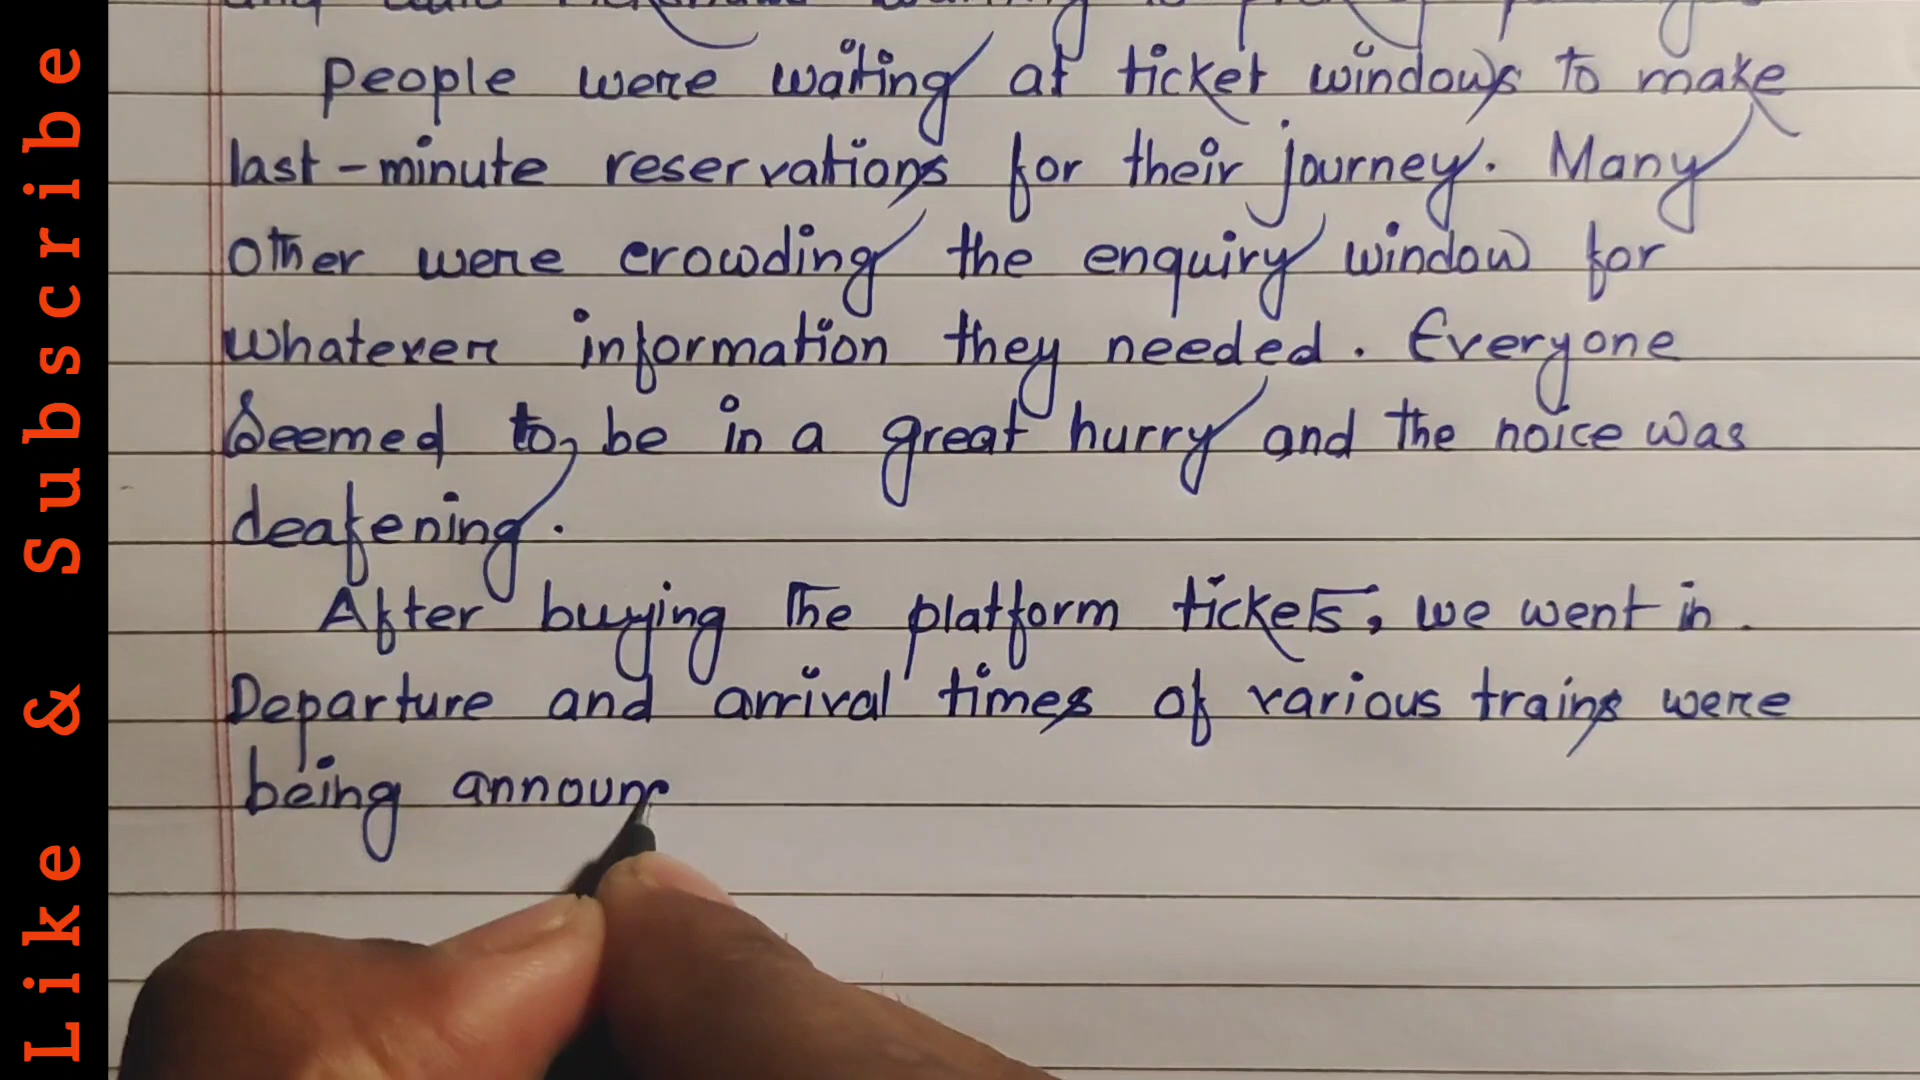 People were waiting at ticket windows to make
last-minute reservations for their journey. Many
other were crowding the enquiry window for
whatever information they needed. Everyone
Seemed to be in a great hurry and the noice was
deafening.
After buying the platform tickets, we went in.
Departure and arrival times of various trains were
being announc
Like & Subscribe